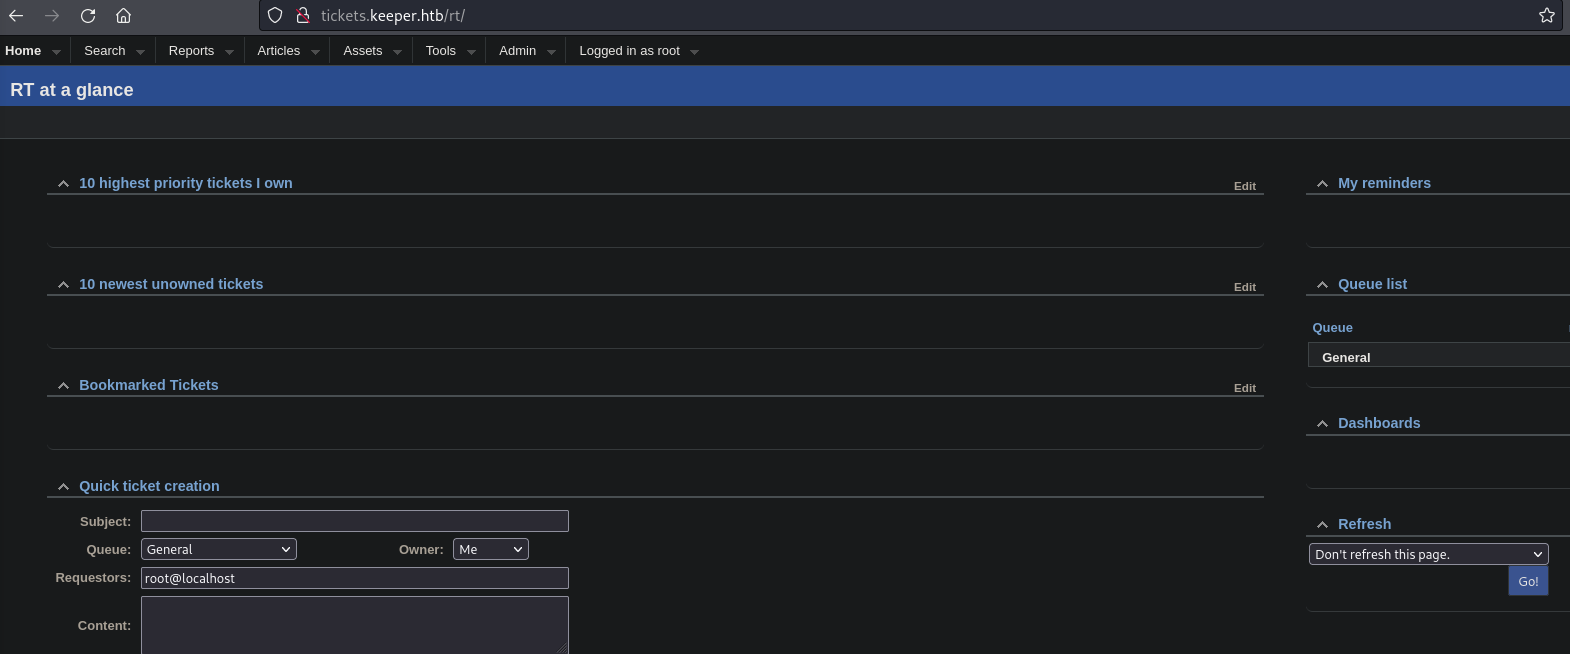 tickets.keeper.htb/rt/
Home Search Reports Articles Assets Tools Admin Logged in as root
RT at a glance
10 highest priority tickets I own Edit
10 newest unowned tickets Edit
Bookmarked Tickets Edit
Quick ticket creation
Subject:
Queue: General Owner: Me
Requestors: root@localhost
Content:
My reminders
Queue list
Queue
General
Dashboards
Refresh
Don't refresh this page.
Go!